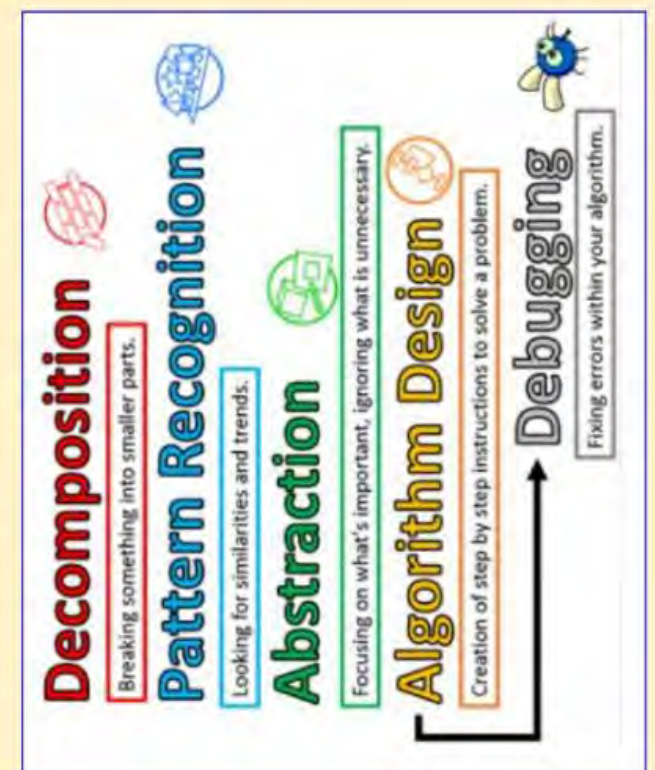 Decomposition
Breaking something into smaller parts.
Pattern Recognition
Looking for similarities and trends.
Abstraction
Focusing on what's important, ignoring what is unnecessary.
Algorithm Design
Creation of step by step instructions to solve a problem.
Debugging
Fixing errors within your algorithm.